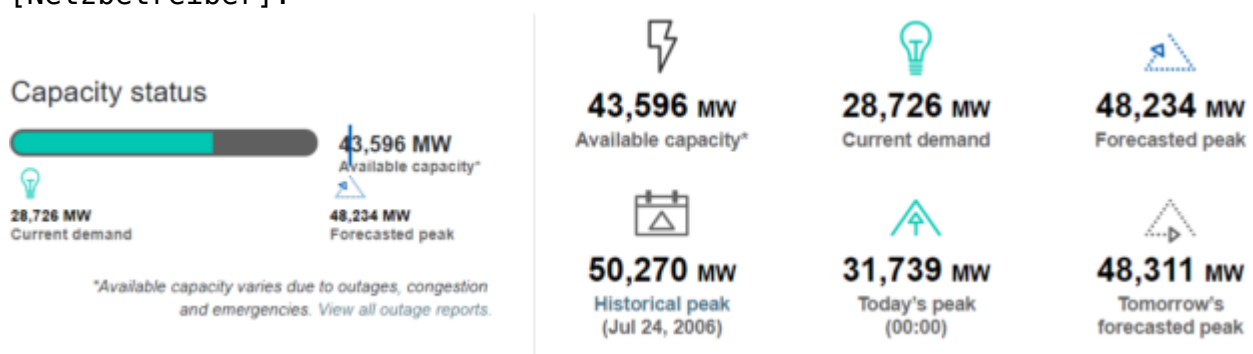 [Netzbetreiber].
Capacity status
43,596 MW
Available capacity*
28,726 MW
Current demand
48,234 MW
Forecasted peak
*Available capacity varies due to outages, congestion
and emergencies. View all outage reports.
43,596 MW
Available capacity*
28,726 MW
Current demand
48,234 MW
Forecasted peak
50,270 MW
Historical peak
(Jul 24, 2006)
31,739 MW
Today's peak
(00:00)
48,311 MW
Tomorrow's
forecasted peak